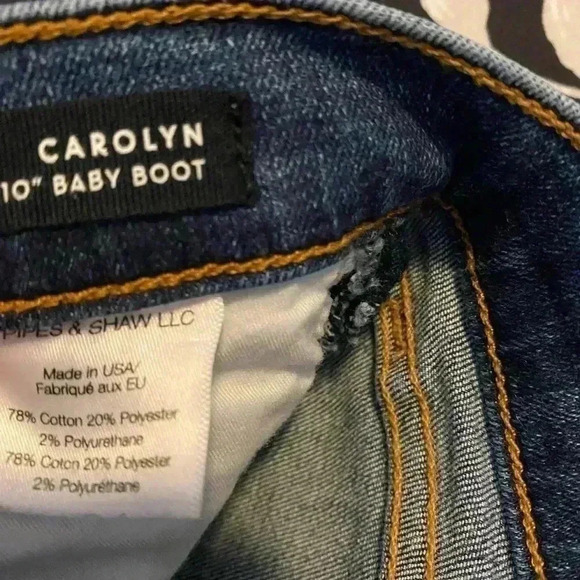 CAROLYN
10" BABY BOOT
PIPES & SHAW LLC
Made in USA/
Fabriqué aux EU
78% Cotton 20% Polyester
2% Polyurethane
78% Coton 20% Polyester
2% Polyuréthane